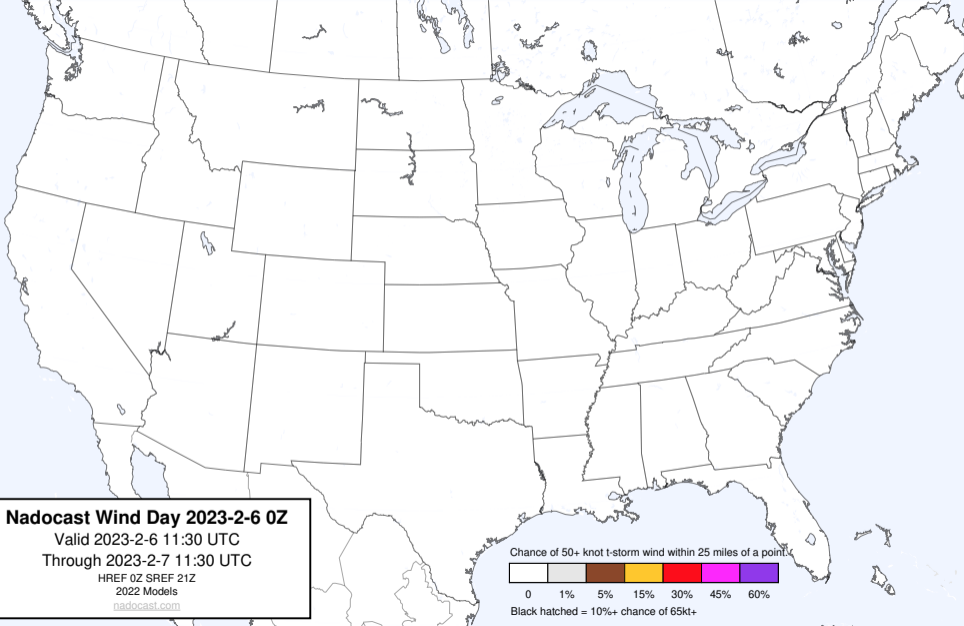 Nadocast Wind Day 2023-2-6 0Z
Valid 2023-2-6 11:30 UTC
Through 2023-2-7 11:30 UTC
HREF 0Z SREF 21Z
2022 Models
nadocast.com
Chance of 50+ knot t-storm wind within 25 miles of a point.
0 1% 5% 15% 30% 45% 60%
Black hatched = 10%+ chance of 65kt+